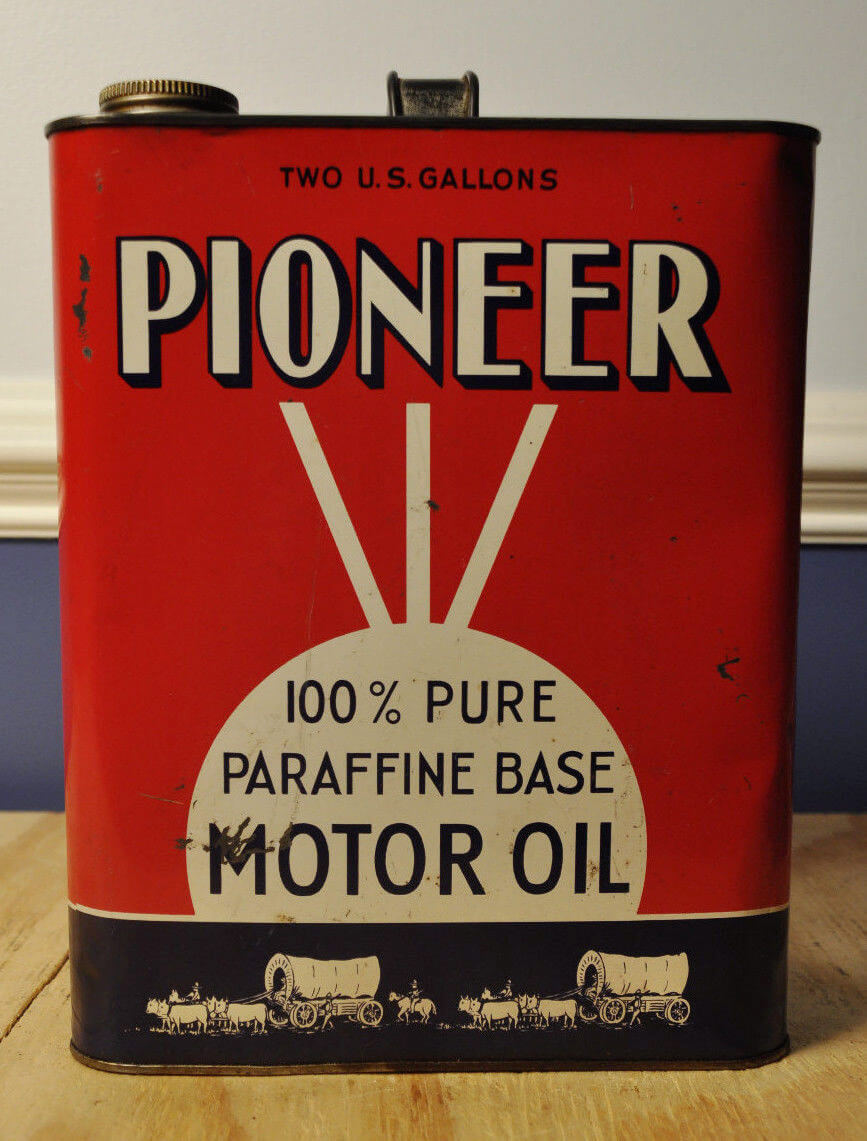 TWO U.S. GALLONS
PIONEER
100% PURE
PARAFFINE BASE
MOTOR OIL